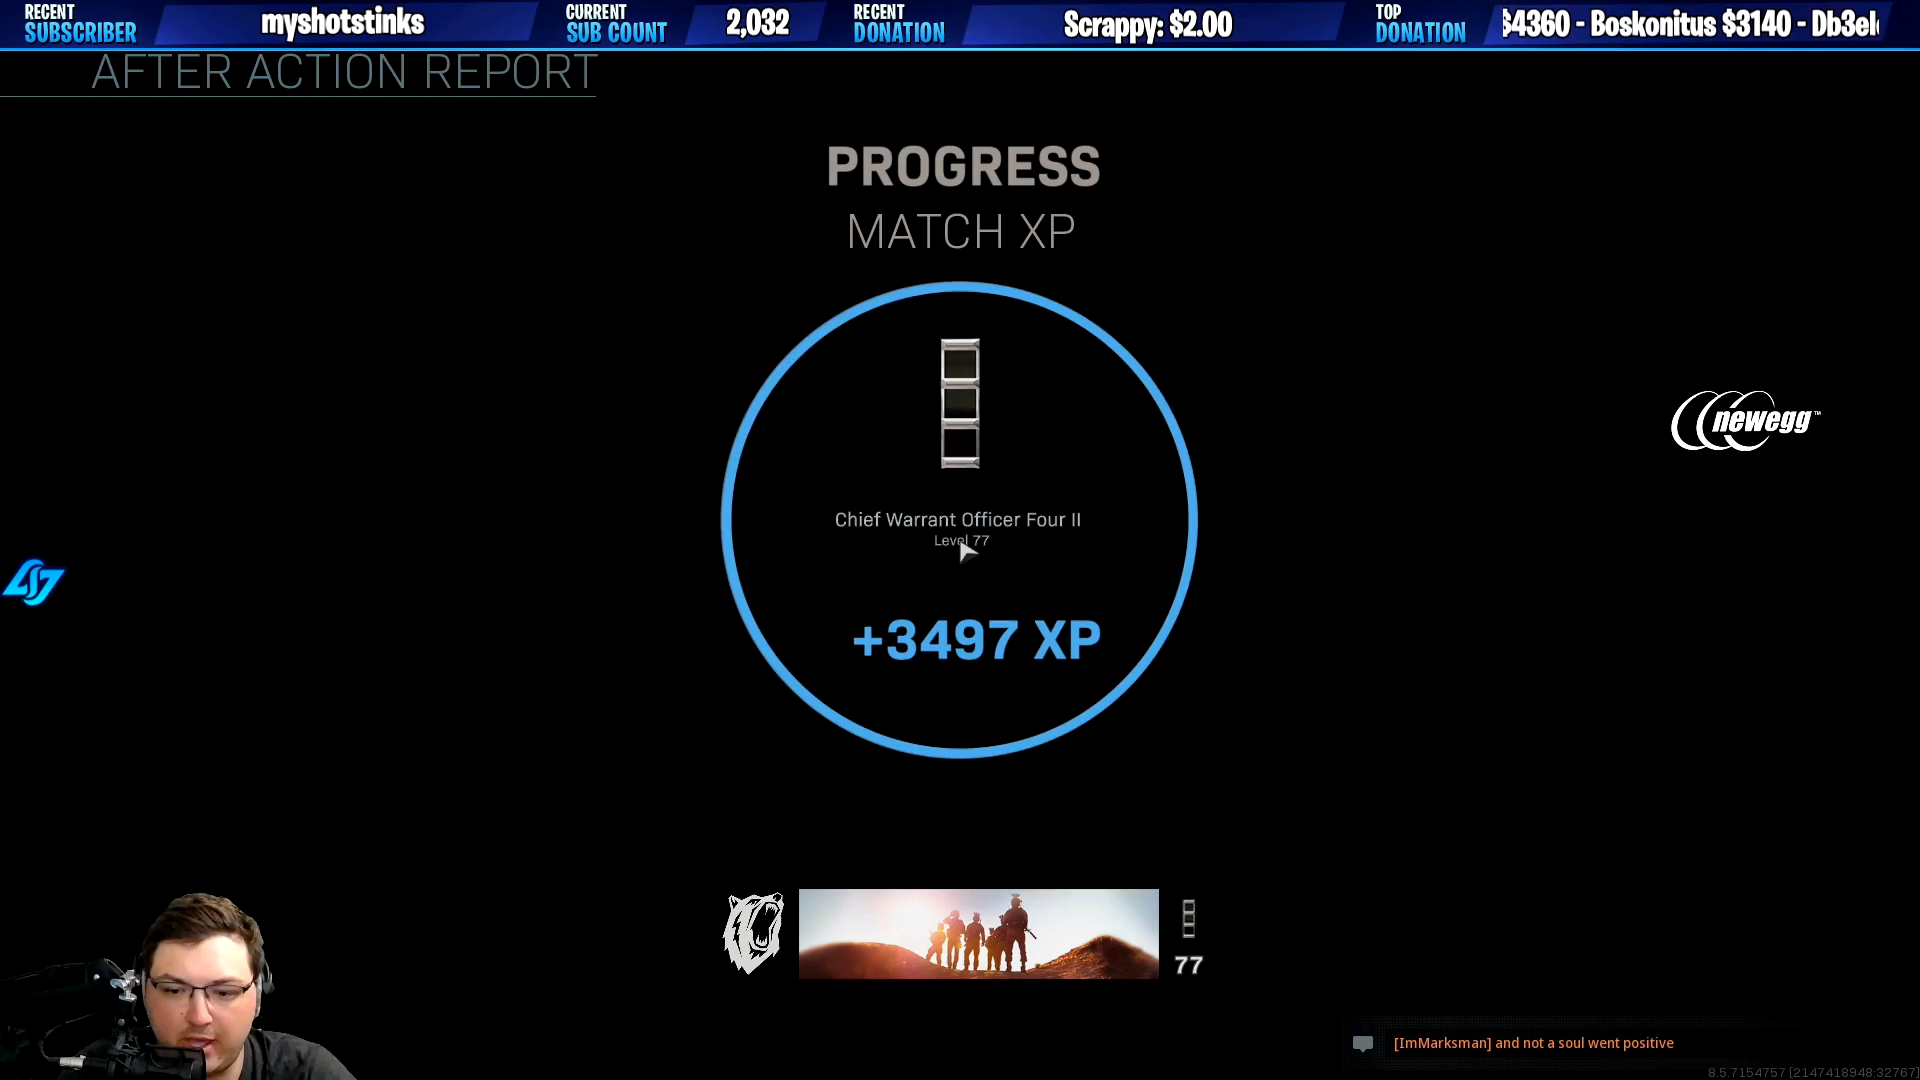 RECENT
SUBSCRIBER
myshotstinks
CURRENT
SUB COUNT
2,032
RECENT
DONATION
Scrappy: $2.00
TOP
DONATION
$4360 - Boskonitus $3140 -
AFTER ACTION REPORT
PROGRESS
MATCH XP
newegg™
Chief Warrant Officer Four II
Level 77
+3497 XP
77
[ImMarksman] and not a soul went positive
8.5.7154757 [2147418948:32767]